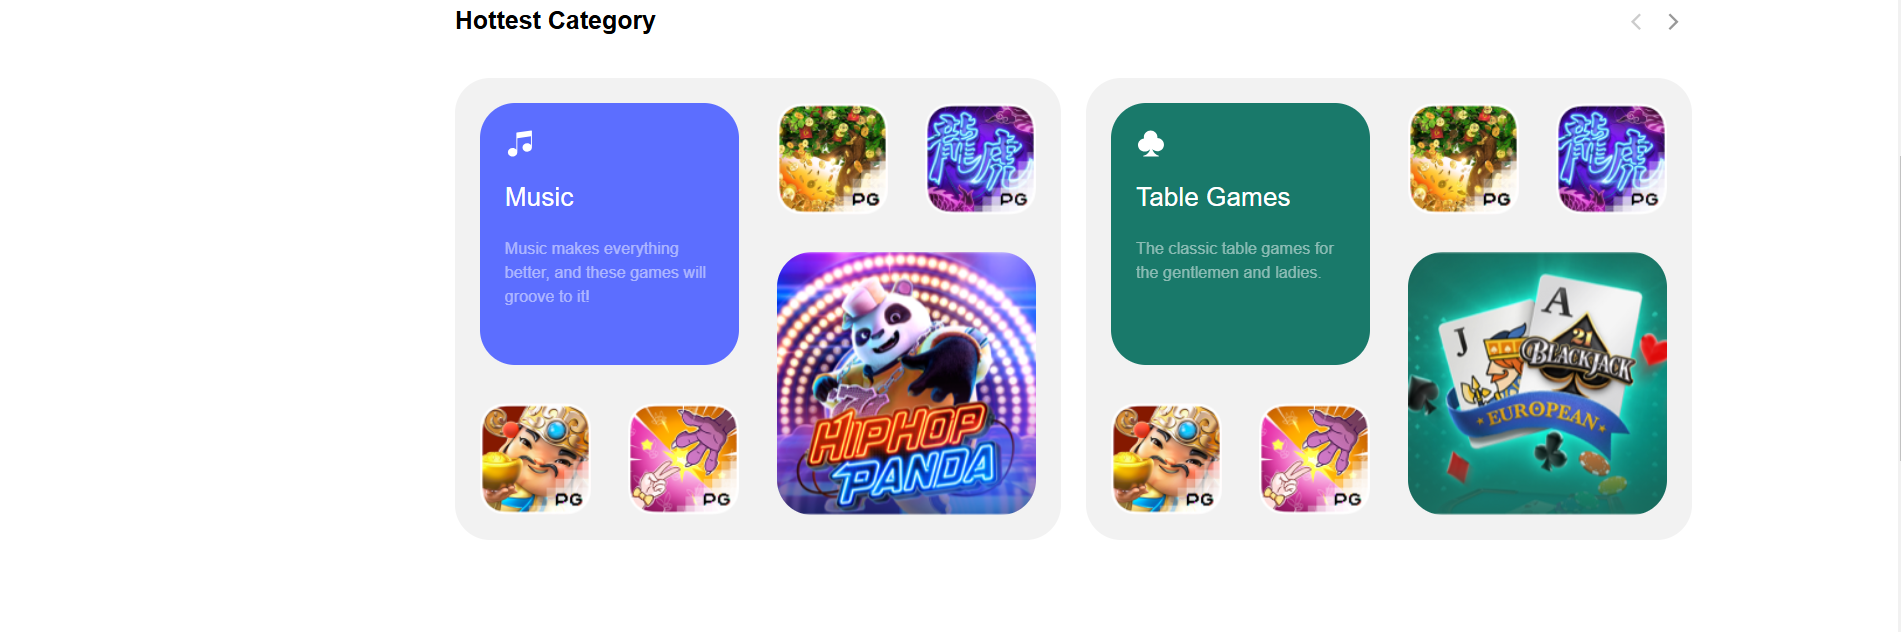 Hottest Category
Music
Music makes everything
better, and these games will
groove to it!
PG
龍虎
PG
PG
PG
HIPHOP
PANDA
Table Games
The classic table games for
the gentlemen and ladies.
PG
龍虎
PG
PG
PG
J
A
21
BLACKJACK
EUROPEAN